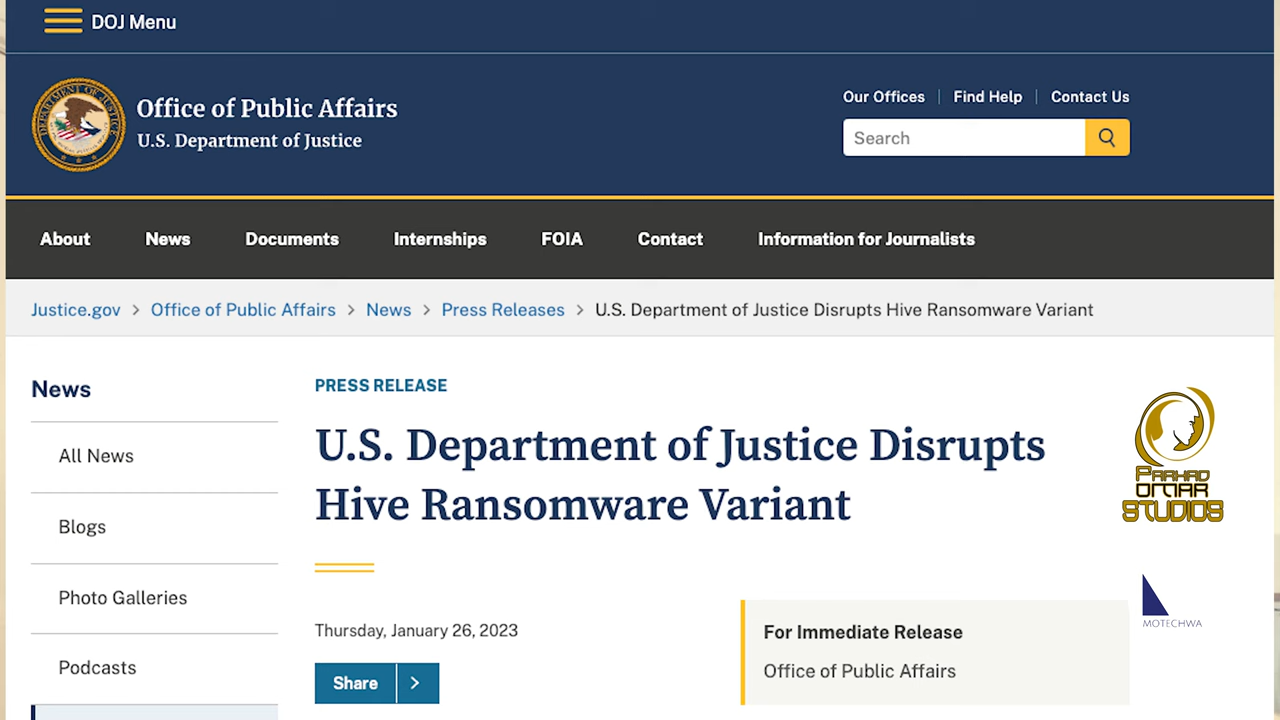 DOJ Menu
Office of Public Affairs
U.S. Department of Justice
Our Offices
Find Help
Contact Us
Search
About
News
Documents
Internships
FOIA
Contact
Information for Journalists
Justice.gov > Office of Public Affairs > News > Press Releases > U.S. Department of Justice Disrupts Hive Ransomware Variant
News
All News
Blogs
Photo Galleries
Podcasts
PRESS RELEASE
U.S. Department of Justice Disrupts
Hive Ransomware Variant
Thursday, January 26, 2023
Share >
For Immediate Release
Office of Public Affairs
OMAR
STUDIOS
MOTECHWA